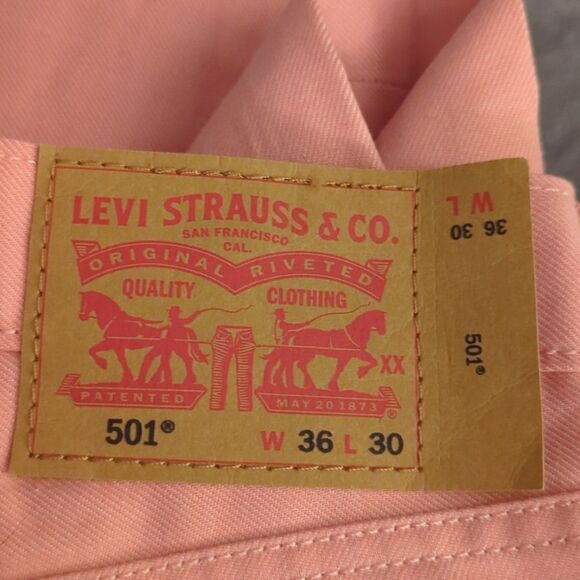 LEVI STRAUSS & CO.
SAN FRANCISCO
CAL.
ORIGINAL RIVETED
QUALITY CLOTHING
XX
PATENTED MAY 20 1873 ®
501® W 36 L 30
W L
36 30
501®